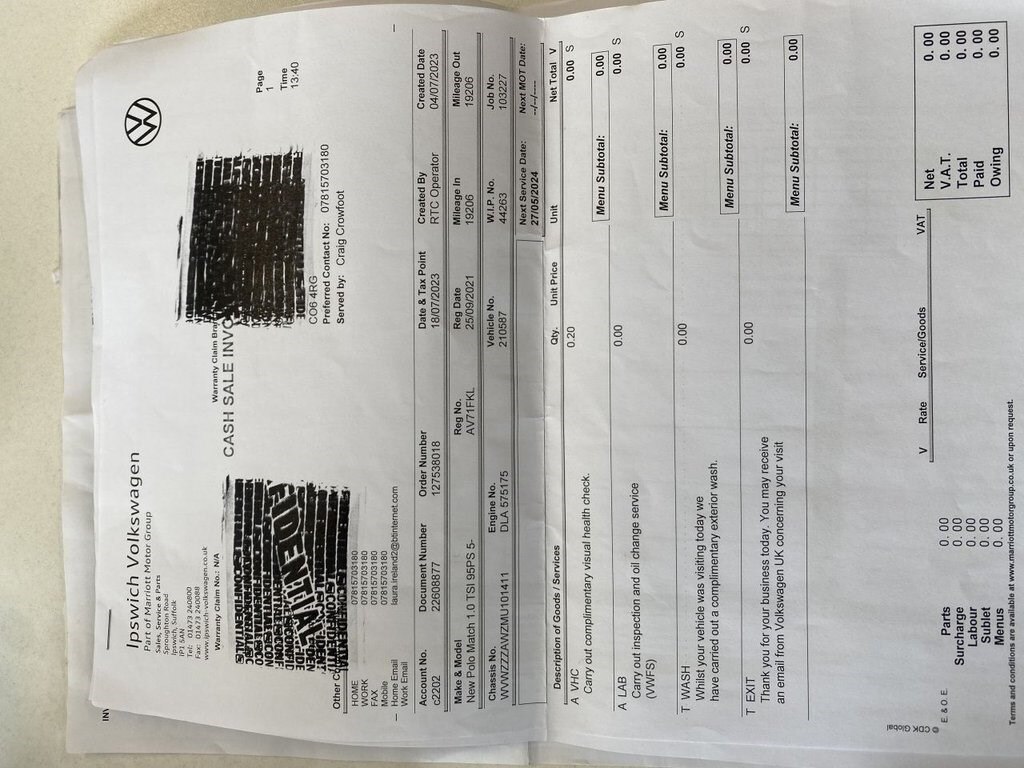 Ipswich Volkswagen
Part of Marriott Motor Group
Sales, Service & Parts
Sproughton Road
Ipswich, Suffolk
IP1 5AN
Tel: 01473 240800
Fax: 01473 240088
www.ipswich-volkswagen.co.uk
Warranty Claim No.: N/A
Warranty Claim Bran
CASH SALE INVO
Page
1
Time
13:40
FIDENTIAL
CO6 4RG
Preferred Contact No: 07815703180
Served by: Craig Crowfoot
Other C
HOME 07815703180
WORK 07815703180
FAX 07815703180
Mobile 07815703180
Home Email laura.ireland2@btinternet.com
Work Email
Account No. Document Number Order Number Date & Tax Point Created By Created Date
c2202 22608877 127538018 18/07/2023 RTC Operator 04/07/2023
Make & Model Reg No. Reg Date Mileage In Mileage Out
New Polo Match 1.0 TSI 95PS 5- AV71FKL 25/09/2021 19206 19206
Chassis No. Engine No. Vehicle No. W.I.P. No. Job No.
WVWZZZAWZMU101411 DLA 575175 210587 44263 103227
Next Service Date: Next MOT Date:
27/05/2024 --/--/----
Description of Goods / Services Qty. Unit Price Unit Net Total V
A VHC 0.20 0.00 S
Carry out complimentary visual health check.
Menu Subtotal: 0.00
A LAB 0.00 0.00 S
Carry out inspection and oil change service
(VWFS)
Menu Subtotal: 0.00
T WASH 0.00 0.00 S
Whilst your vehicle was visiting today we
have carried out a complimentary exterior wash.
Menu Subtotal: 0.00
T EXIT 0.00 0.00 S
Thank you for your business today. You may receive
an email from Volkswagen UK concerning your visit
Menu Subtotal: 0.00
© CDK Global
E. & O. E.
Parts 0.00
Surcharge 0.00
Labour 0.00
Sublet 0.00
Menus 0.00
V Rate Service/Goods VAT
Net 0.00
V.A.T. 0.00
Total 0.00
Paid 0.00
Owing 0.00
Terms and conditions are available at www.marriottmotorgroup.co.uk or upon request.
INV